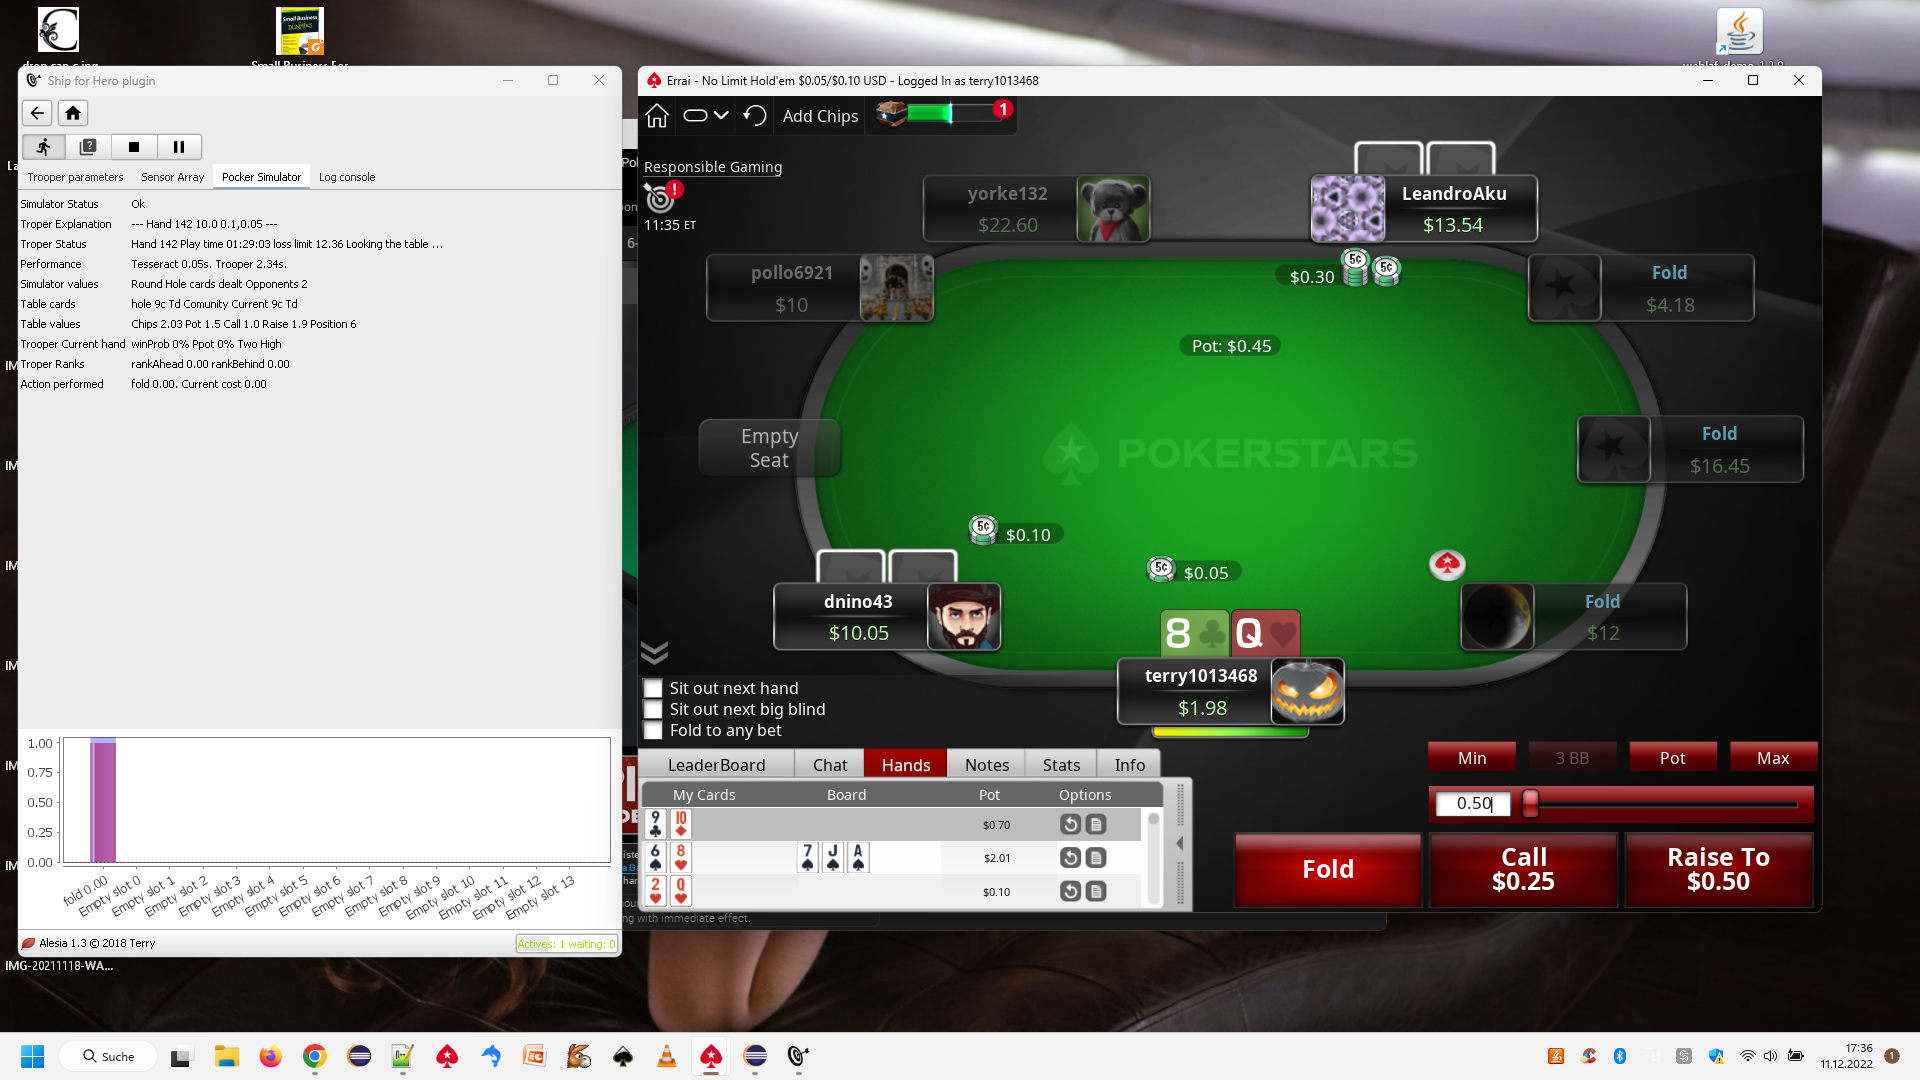 Small Business
DUMMIES
Ship for Hero plugin
Trooper parameters
Sensor Array
Pocker Simulator
Log console
Simulator Status Ok
Troper Explanation --- Hand 142 10.0 0.1,0.05 ---
Troper Status Hand 142 Play time 01:29:03 loss limit 12.36 Looking the table ...
Performance Tesseract 0.05s. Trooper 2.34s.
Simulator values Round Hole cards dealt Opponents 2
Table cards hole 9c Td Comunity Current 9c Td
Table values Chips 2.03 Pot 1.5 Call 1.0 Raise 1.9 Position 6
Trooper Current hand winProb 0% Ppot 0% Two High
Troper Ranks rankAhead 0.00 rankBehind 0.00
Action performed fold 0.00. Current cost 0.00
1.00
0.75
0.50
0.25
0.00
fold 0.00
Empty slot 0
Empty slot 1
Empty slot 2
Empty slot 3
Empty slot 4
Empty slot 5
Empty slot 6
Empty slot 7
Empty slot 8
Empty slot 9
Empty slot 10
Empty slot 11
Empty slot 12
Empty slot 13
Alesia 1.3 © 2018 Terry
Actives: 1 waiting: 0
IMG-20211118-WA...
Errai - No Limit Hold'em $0.05/$0.10 USD - Logged In as terry1013468
Add Chips
1
Responsible Gaming
!
11:35 ET
yorke132
$22.60
LeandroAku
$13.54
pollo6921
$10
5¢
5¢
$0.30
Fold
$4.18
Pot: $0.45
Empty
Seat
POKERSTARS
Fold
$16.45
5¢
$0.10
5¢
$0.05
dnino43
$10.05
8
Q
Fold
$12
terry1013468
$1.98
Sit out next hand
Sit out next big blind
Fold to any bet
LeaderBoard
Chat
Hands
Notes
Stats
Info
My Cards
Board
Pot
Options
9 10 $0.70
6 8 7 J A $2.01
2 Q $0.10
ng with immediate effect.
Min
3 BB
Pot
Max
0.50
Fold
Call
$0.25
Raise To
$0.50
Suche
17:36
11.12.2022
1